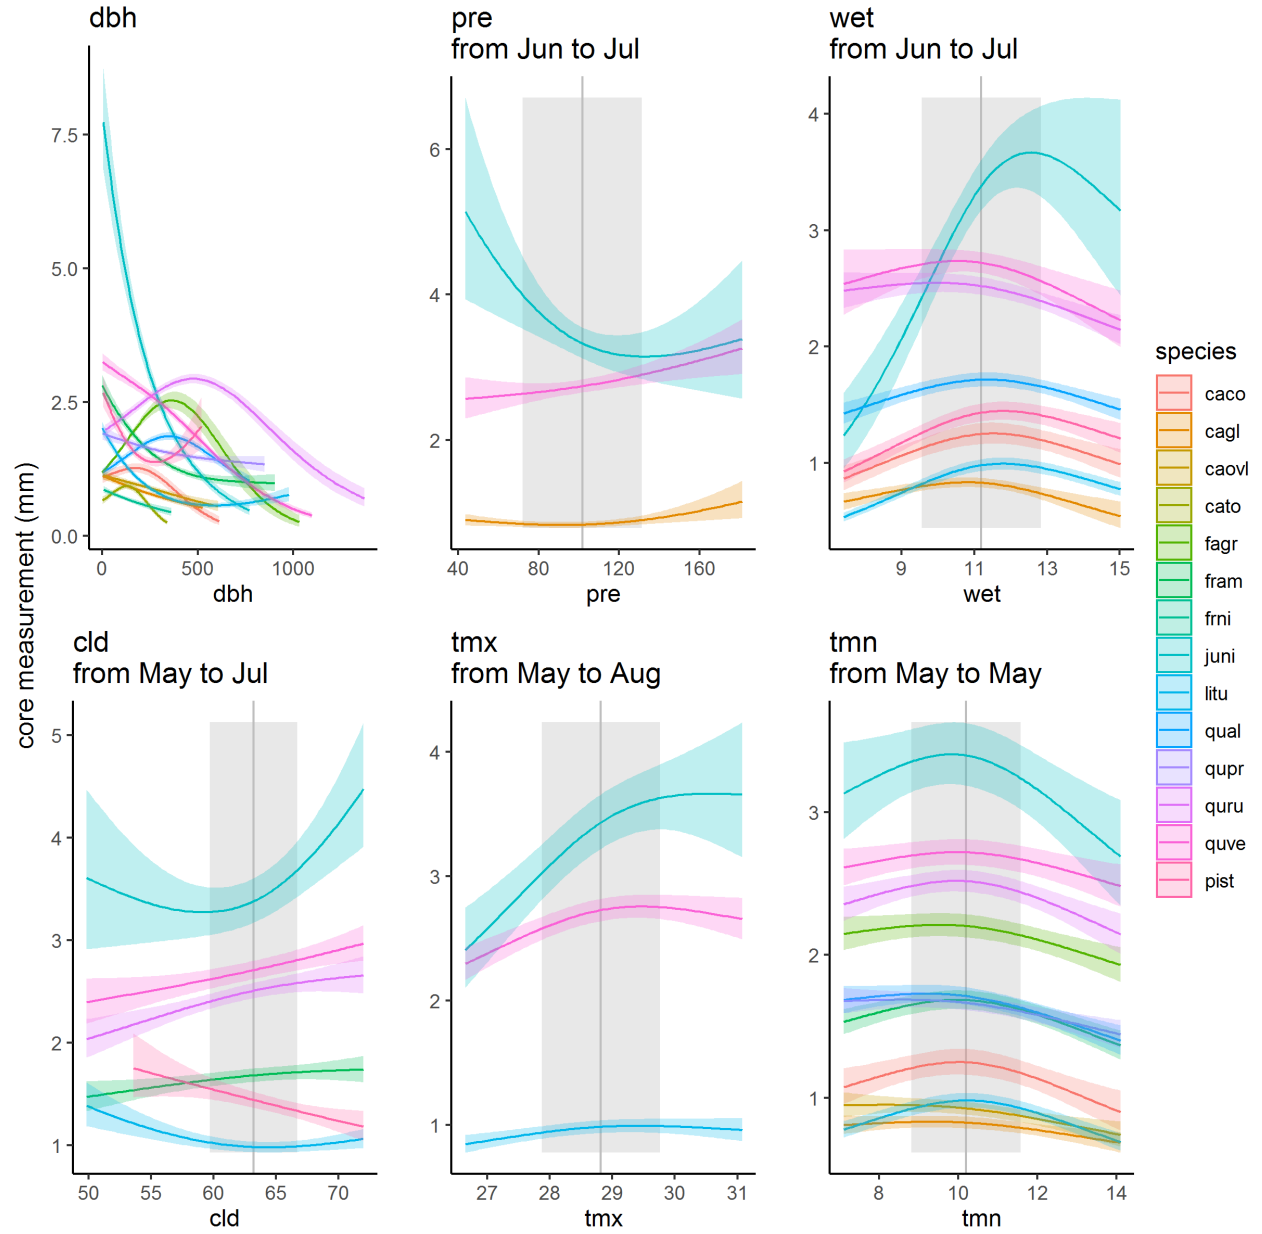 dbh
7.5
5.0
2.5
0.0
0 500 1000
dbh
pre
from Jun to Jul
6
4
2
40 80 120 160
pre
wet
from Jun to Jul
4
3
2
1
9 11 13 15
wet
core measurement (mm)
cld
from May to Jul
5
4
3
2
1
50 55 60 65 70
cld
tmx
from May to Aug
4
3
2
1
27 28 29 30 31
tmx
tmn
from May to May
3
2
1
8 10 12 14
tmn
species
caco
cagl
caovl
cato
fagr
fram
frni
juni
litu
qual
qupr
quru
quve
pist